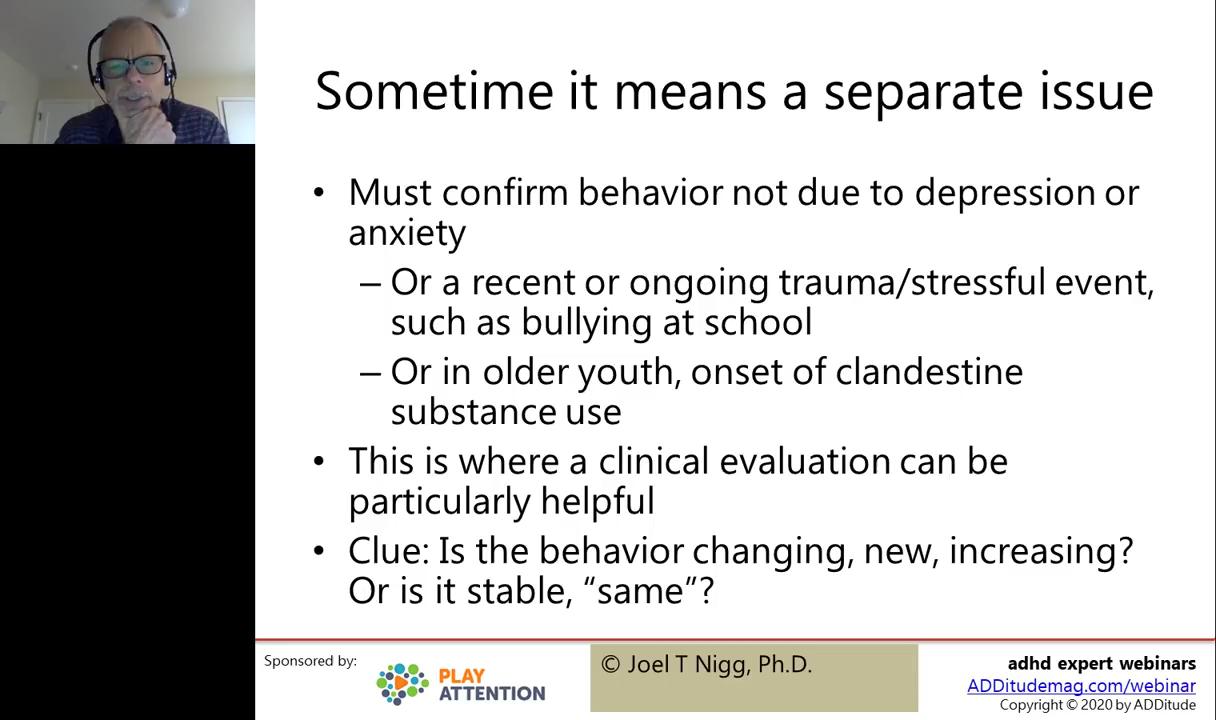 Sometime it means a separate issue
• Must confirm behavior not due to depression or
anxiety
– Or a recent or ongoing trauma/stressful event,
such as bullying at school
– Or in older youth, onset of clandestine
substance use
• This is where a clinical evaluation can be
particularly helpful
• Clue: Is the behavior changing, new, increasing?
Or is it stable, “same”?
Sponsored by:
PLAY
ATTENTION
© Joel T Nigg, Ph.D.
adhd expert webinars
ADDitudemag.com/webinar
Copyright © 2020 by ADDitude